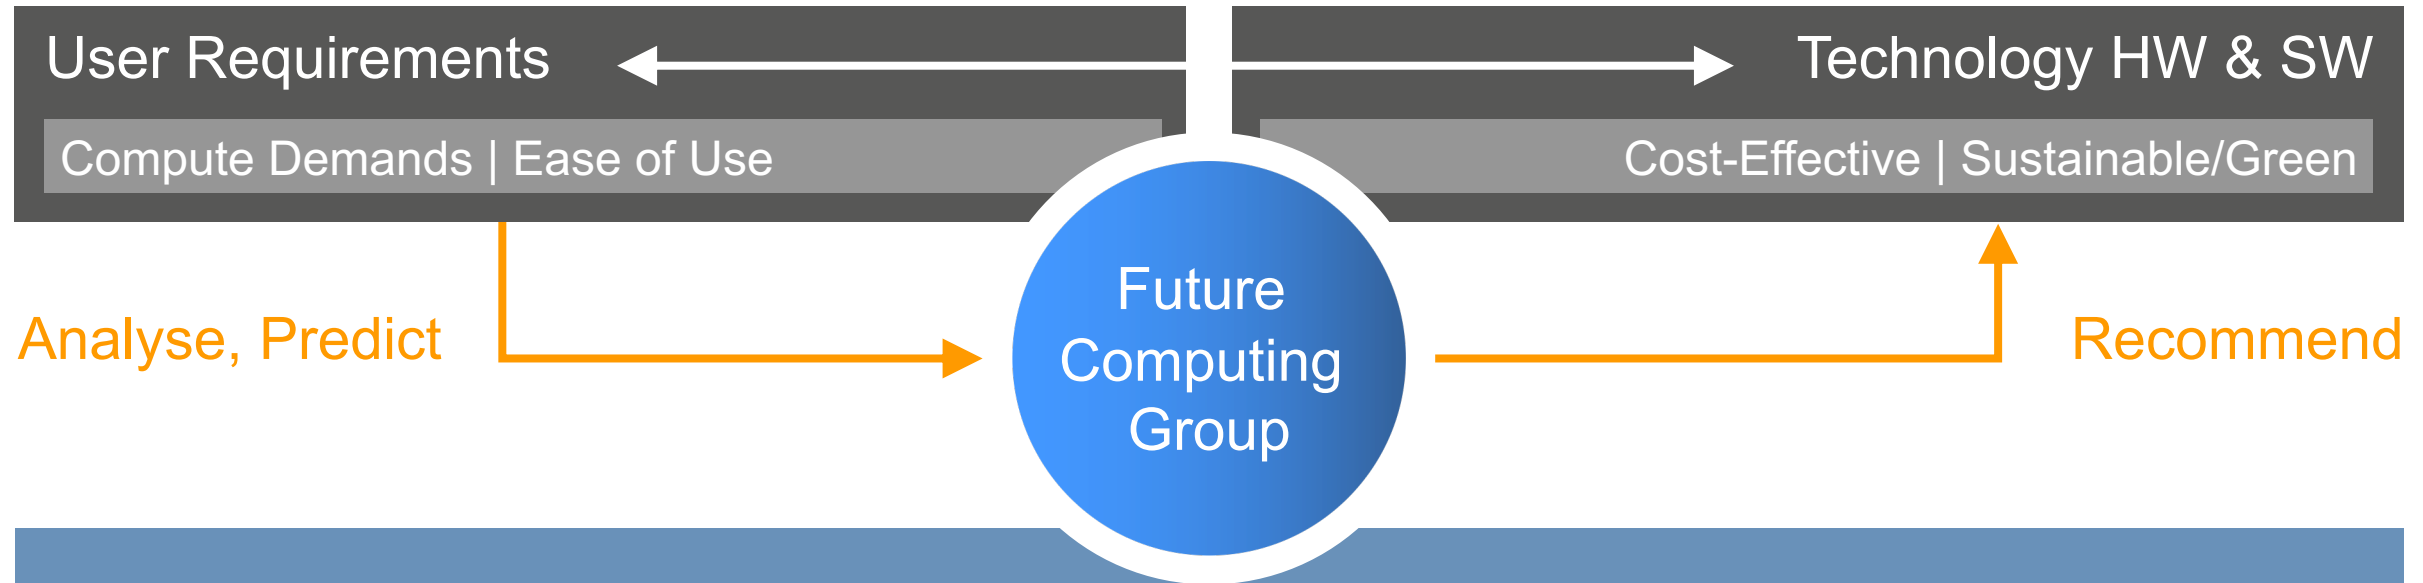 User Requirements
Technology HW & SW
Compute Demands | Ease of Use
Cost-Effective | Sustainable/Green
Analyse, Predict
Future
Computing
Group
Recommend